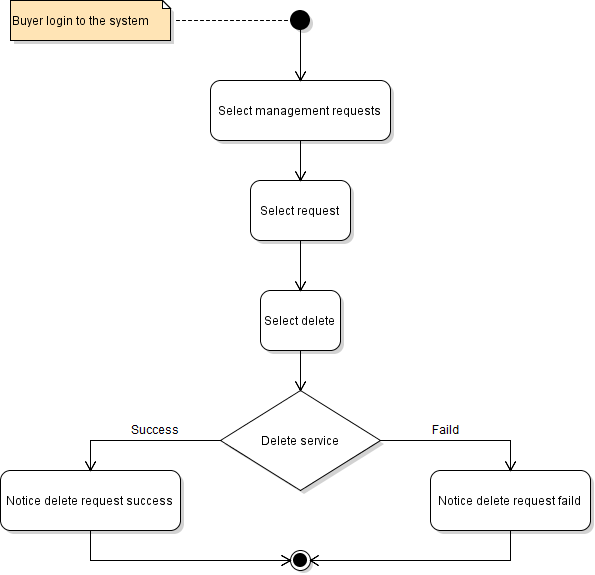 Buyer login to the system
Select management requests
Select request
Select delete
Delete service
Success
Faild
Notice delete request success
Notice delete request faild